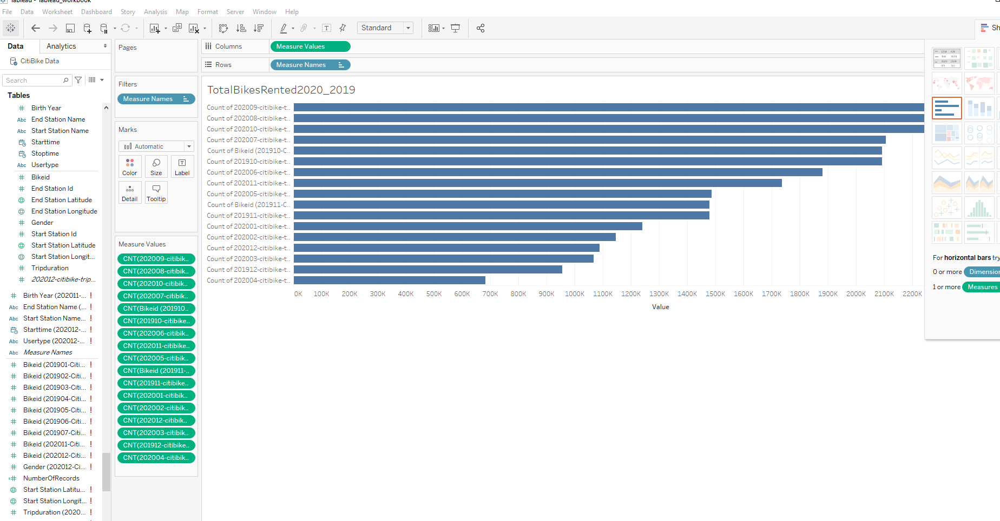 Tableau - Tableau_workbook
File Data Worksheet Dashboard Story Analysis Map Format Server Window Help
Standard
Sh
Data Analytics
CitiBike Data
Search
Tables
# Birth Year
Abc End Station Name
Abc Start Station Name
Starttime
Stoptime
Abc Usertype
# Bikeid
# End Station Id
End Station Latitude
End Station Longitude
# Gender
# Start Station Id
Start Station Latitude
Start Station Longit...
# Tripduration
# 202012-citibike-trip...
# Birth Year (202011-... !
Abc End Station Name (... !
Abc Start Station Name... !
Starttime (202012-... !
Abc Usertype (202012-... !
Abc Measure Names
# Bikeid (201901-Citi... !
# Bikeid (201902-Citi... !
# Bikeid (201903-Citi... !
# Bikeid (201904-Citi... !
# Bikeid (201905-Citi... !
# Bikeid (201906-Citi... !
# Bikeid (201907-Citi... !
# Bikeid (202011-Citi... !
# Bikeid (202012-Citi... !
# Gender (202012-Ci... !
=# NumberOfRecords
Start Station Latitu... !
Start Station Longit... !
# Tripduration (2020... !
Pages
Filters
Measure Names
Marks
Automatic
Color Size Label
Detail Tooltip
Measure Values
CNT(202009-citibik..
CNT(202008-citibik..
CNT(202010-citibik..
CNT(202007-citibik..
CNT(Bikeid (201910..
CNT(201910-citibike..
CNT(202006-citibik..
CNT(202011-citibike..
CNT(202005-citibik..
CNT(Bikeid (201911-..
CNT(201911-citibike..
CNT(202001-citibik..
CNT(202002-citibik..
CNT(202012-citibik..
CNT(202003-citibik..
CNT(201912-citibike..
CNT(202004-citibik..
Columns Measure Values
Rows Measure Names
TotalBikesRented2020_2019
Count of 202009-citibike-t..
Count of 202008-citibike-t..
Count of 202010-citibike-t..
Count of 202007-citibike-t..
Count of Bikeid (201910-C..
Count of 201910-citibike-t..
Count of 202006-citibike-t..
Count of 202011-citibike-t..
Count of 202005-citibike-t..
Count of Bikeid (201911-C..
Count of 201911-citibike-t..
Count of 202001-citibike-t..
Count of 202002-citibike-t..
Count of 202012-citibike-t..
Count of 202003-citibike-t..
Count of 201912-citibike-t..
Count of 202004-citibike-t..
0K 100K 200K 300K 400K 500K 600K 700K 800K 900K 1000K 1100K 1200K 1300K 1400K 1500K 1600K 1700K 1800K 1900K 2000K 2100K 2200K
Value
For horizontal bars try
0 or more Dimension
1 or more Measures